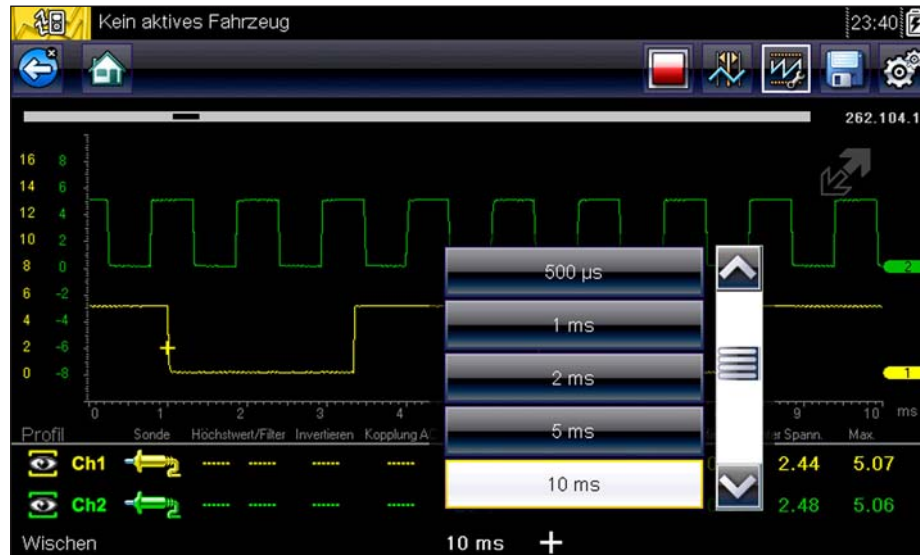 Kein aktives Fahrzeug 23:40
262.104.1
16 8
14 6
12 4
10 2
8 0 2
6 -2
4 -4
2 -6
0 -8 1
0 1 2 3 4 9 10 ms
500 µs
1 ms
2 ms
5 ms
10 ms
Profil Sonde Höchstwert/Filter Invertieren Kopplung Spann. Max.
Ch1 ----- ----- ----- ----- 2.44 5.07
Ch2 ----- ----- ----- ----- 2.48 5.06
Wischen 10 ms +